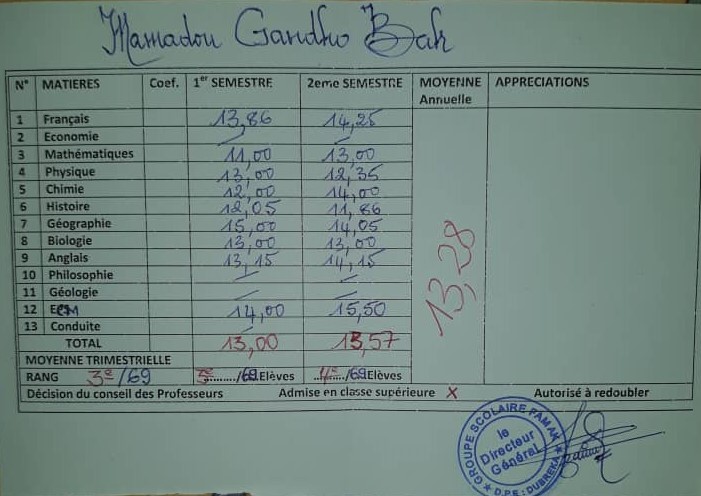 Mamadou Gandho Bah
N° MATIERES Coef. 1er SEMESTRE 2eme SEMESTRE MOYENNE Annuelle APPRECIATIONS
1 Français 13,86 14,25
2 Economie
3 Mathématiques 11,00 13,00
4 Physique 13,00 12,35
5 Chimie 12,00 14,00
6 Histoire 12,05 11,86
7 Géographie 15,00 14,05
8 Biologie 13,00 13,00
9 Anglais 13,15 14,15
10 Philosophie
11 Géologie
12 ECM 14,00 15,50
13 Conduite
TOTAL 13,00 13,57
13,28
MOYENNE TRIMESTRIELLE
RANG 3e/69 3e........./69Elèves ..4e...../69Elèves
Décision du conseil des Professeurs Admise en classe supérieure X Autorisé à redoubler
GROUPE SCOLAIRE FAMAK
le
Directeur
Général
D.P.E: DUBREKA